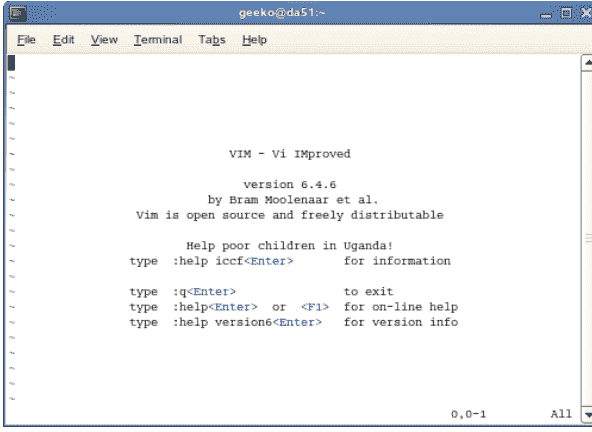 geeko@da51:~
File Edit View Terminal Tabs Help
~
~
~
~
~
~ VIM - Vi IMproved
~
~ version 6.4.6
~ by Bram Moolenaar et al.
~ Vim is open source and freely distributable
~
~ Help poor children in Uganda!
~ type :help iccf<Enter> for information
~
~ type :q<Enter> to exit
~ type :help<Enter> or <F1> for on-line help
~ type :help version6<Enter> for version info
~
~
~
~
~
0,0-1 All